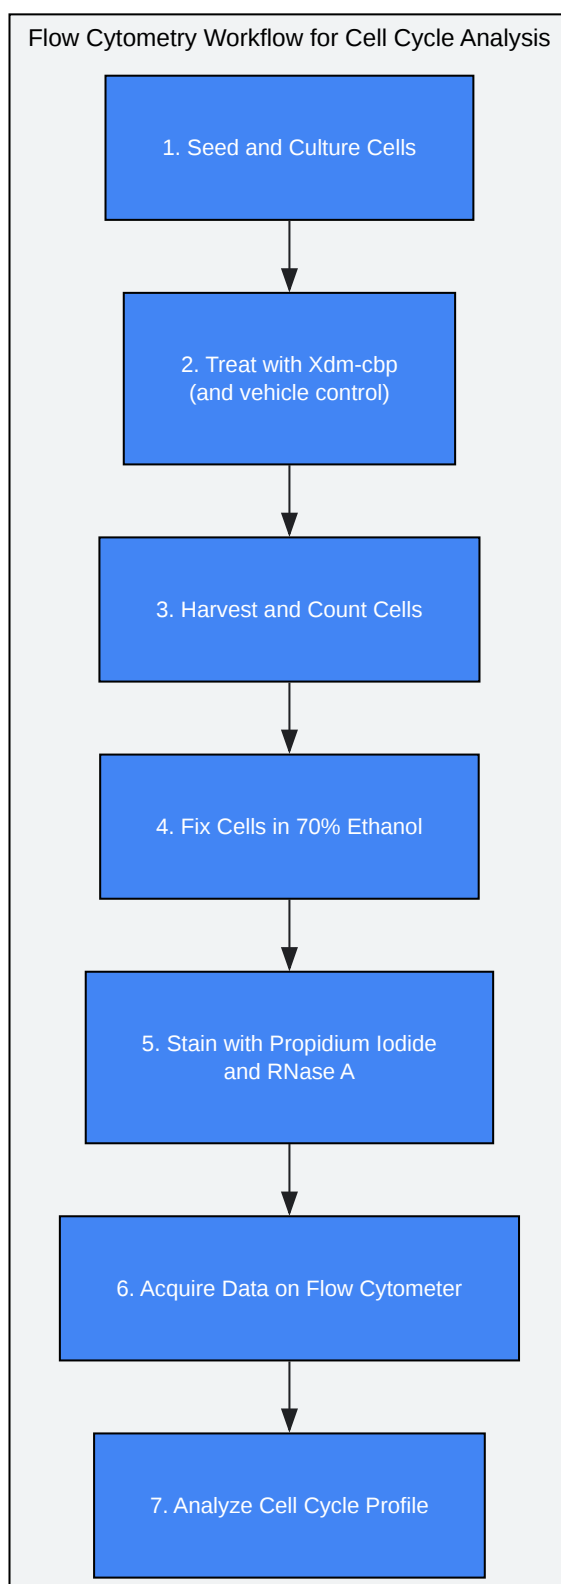 Flow Cytometry Workflow for Cell Cycle Analysis
1. Seed and Culture Cells
2. Treat with Xdm-cbp
(and vehicle control)
3. Harvest and Count Cells
4. Fix Cells in 70% Ethanol
5. Stain with Propidium Iodide
and RNase A
6. Acquire Data on Flow Cytometer
7. Analyze Cell Cycle Profile